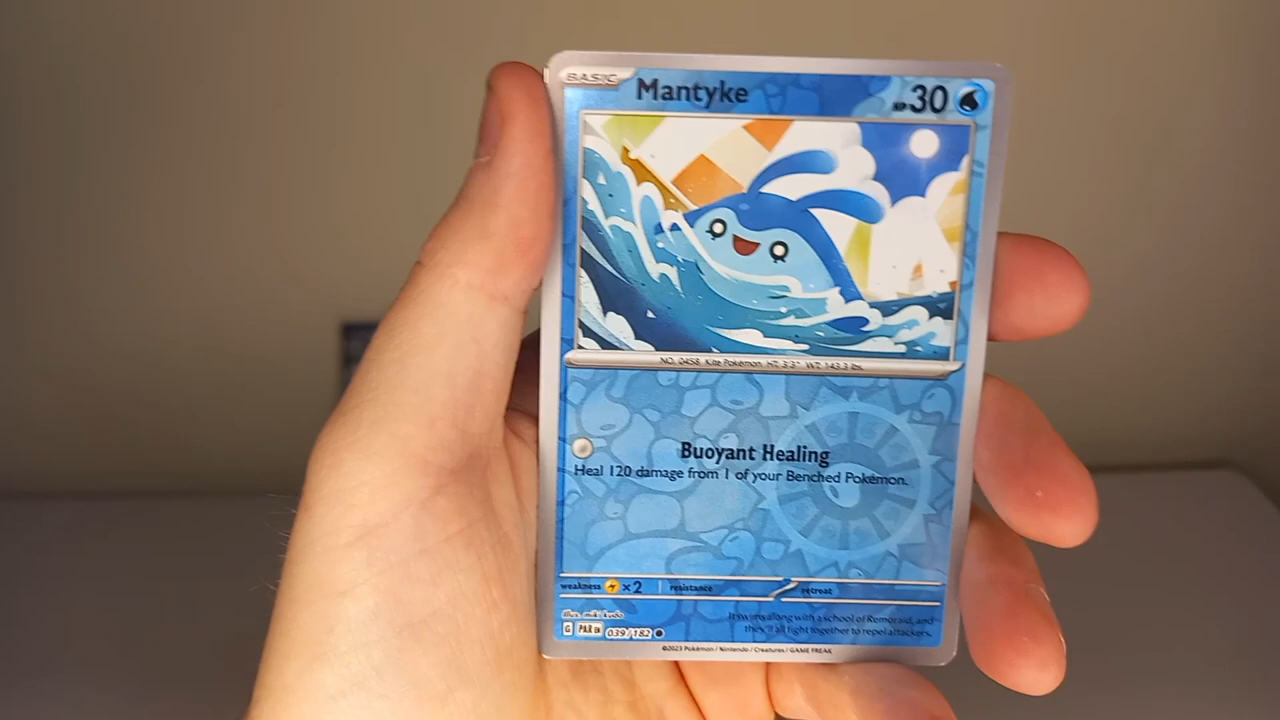 BASIC Mantyke HP 30
NO. 0458 Kite Pokémon HT: 3'3" WT: 143.3 lbs.
Buoyant Healing
Heal 120 damage from 1 of your Benched Pokémon.
weakness ×2 resistance retreat
Illus. miki kudo
It swims along with a school of Remoraid, and
they'll all fight together to repel attackers.
G PAR EN 039/182
©2023 Pokémon / Nintendo / Creatures / GAME FREAK